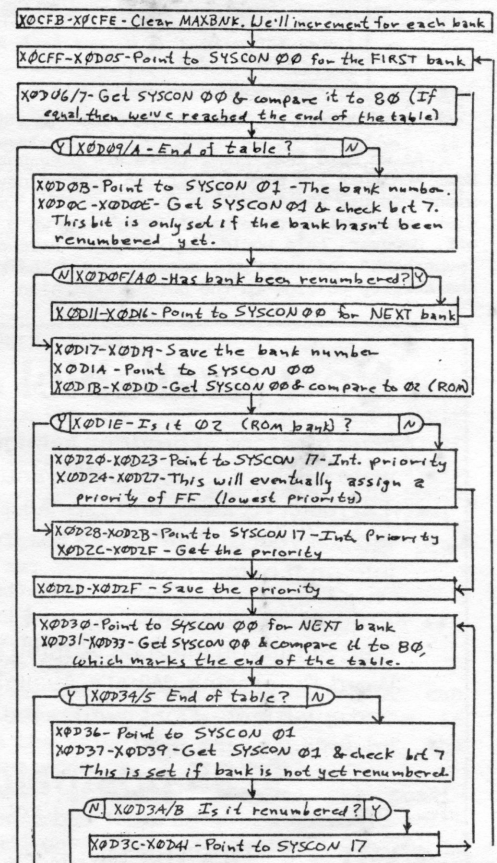 XØCFB-XØCFE-Clear MAXBNK. We'll increment for each bank
XØCFF-XØDØ5-Point to SYSCON ØØ for the FIRST bank
XØDØ6/7-Get SYSCON ØØ & compare it to 8Ø (If
equal, then we've reached the end of the table)
Y XØDØ9/A-End of table? N
XØDØB-Point to SYSCON Ø1-The bank number.
XØDØC-XØDØE-Get SYSCON Ø1 & check bit 7.
This bit is only set if the bank hasn't been
renumbered yet.
N XØDØF/AØ-Has bank been renumbered? Y
XØD11-XØD16-Point to SYSCON ØØ for NEXT bank
XØD17-XØD19-Save the bank number
XØD1A-Point to SYSCON ØØ
XØD1B-XØD1D-Get SYSCON ØØ & compare to Ø2 (ROM)
Y XØD1E-Is it Ø2 (ROM bank)? N
XØD2Ø-XØD23-Point to SYSCON 17-Int. priority
XØD24-XØD27-This will eventually assign a
priority of FF (lowest priority)
XØD28-XØD2B-Point to SYSCON 17-Int. Priority
XØD2C-XØD2F-Get the priority
XØD2D-XØD2F-Save the priority
XØD3Ø-Point to SYSCON ØØ for NEXT bank
XØD31-XØD33-Get SYSCON ØØ & compare it to 8Ø,
which marks the end of the table.
Y XØD34/5 End of table? N
XØD36-Point to SYSCON Ø1
XØD37-XØD39-Get SYSCON Ø1 & check bit 7
This is set if bank is not yet renumbered
N XØD3A/B Is it renumbered? Y
XØD3C-XØD41-Point to SYSCON 17